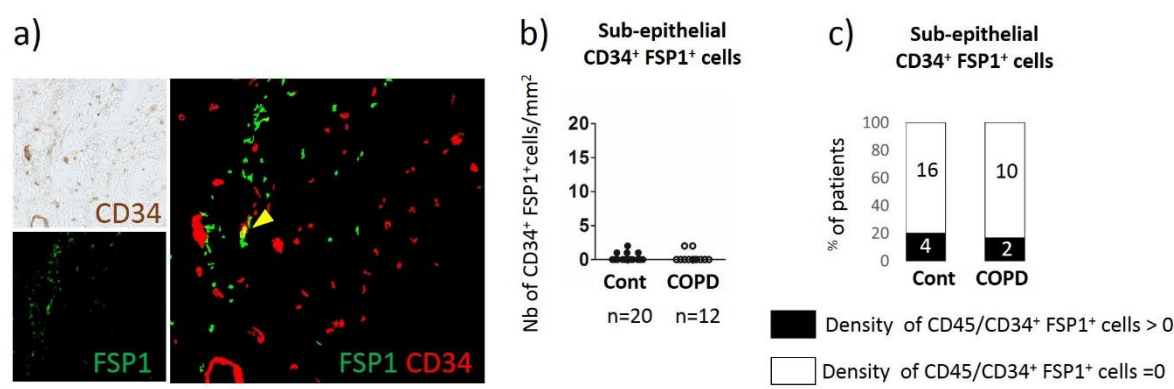 a)
CD34
FSP1
FSP1 CD34
b)
Sub-epithelial
CD34+ FSP1+ cells
Nb of CD34+ FSP1+cells/mm2
20
15
10
5
0
Cont COPD
n=20 n=12
c)
Sub-epithelial
CD34+ FSP1+ cells
% of patients
100
80
60
40
20
0
16 10
4 2
Cont COPD
Density of CD45/CD34+ FSP1+ cells > 0
Density of CD45/CD34+ FSP1+ cells =0